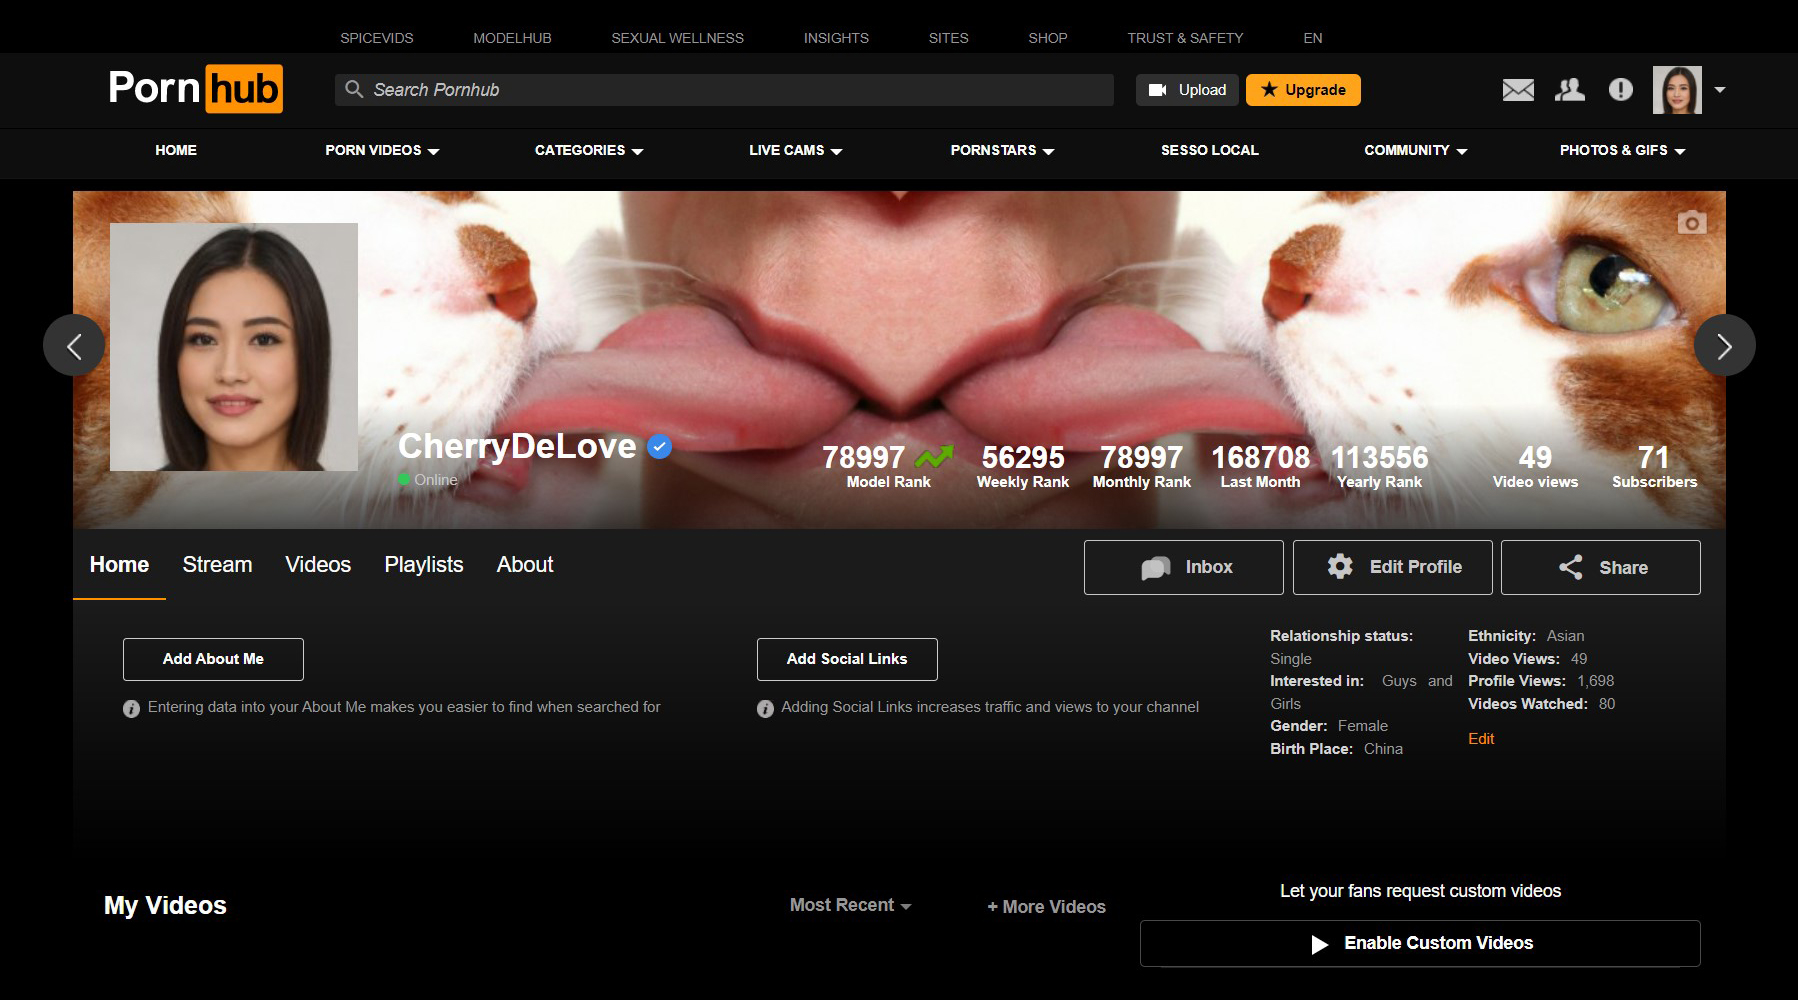 SPICEVIDS MODELHUB SEXUAL WELLNESS INSIGHTS SITES SHOP TRUST & SAFETY EN
Pornhub Search Pornhub Upload Upgrade
HOME PORN VIDEOS CATEGORIES LIVE CAMS PORNSTARS SESSO LOCAL COMMUNITY PHOTOS & GIFS
CherryDeLove
Online
78997 56295 78997 168708 113556 49 71
Model Rank Weekly Rank Monthly Rank Last Month Yearly Rank Video views Subscribers
Home Stream Videos Playlists About Inbox Edit Profile Share
Add About Me
Entering data into your About Me makes you easier to find when searched for
Add Social Links
Adding Social Links increases traffic and views to your channel
Relationship status:
Single
Interested in: Guys and
Girls
Gender: Female
Birth Place: China
Ethnicity: Asian
Video Views: 49
Profile Views: 1,698
Videos Watched: 80
Edit
My Videos Most Recent + More Videos
Let your fans request custom videos
Enable Custom Videos